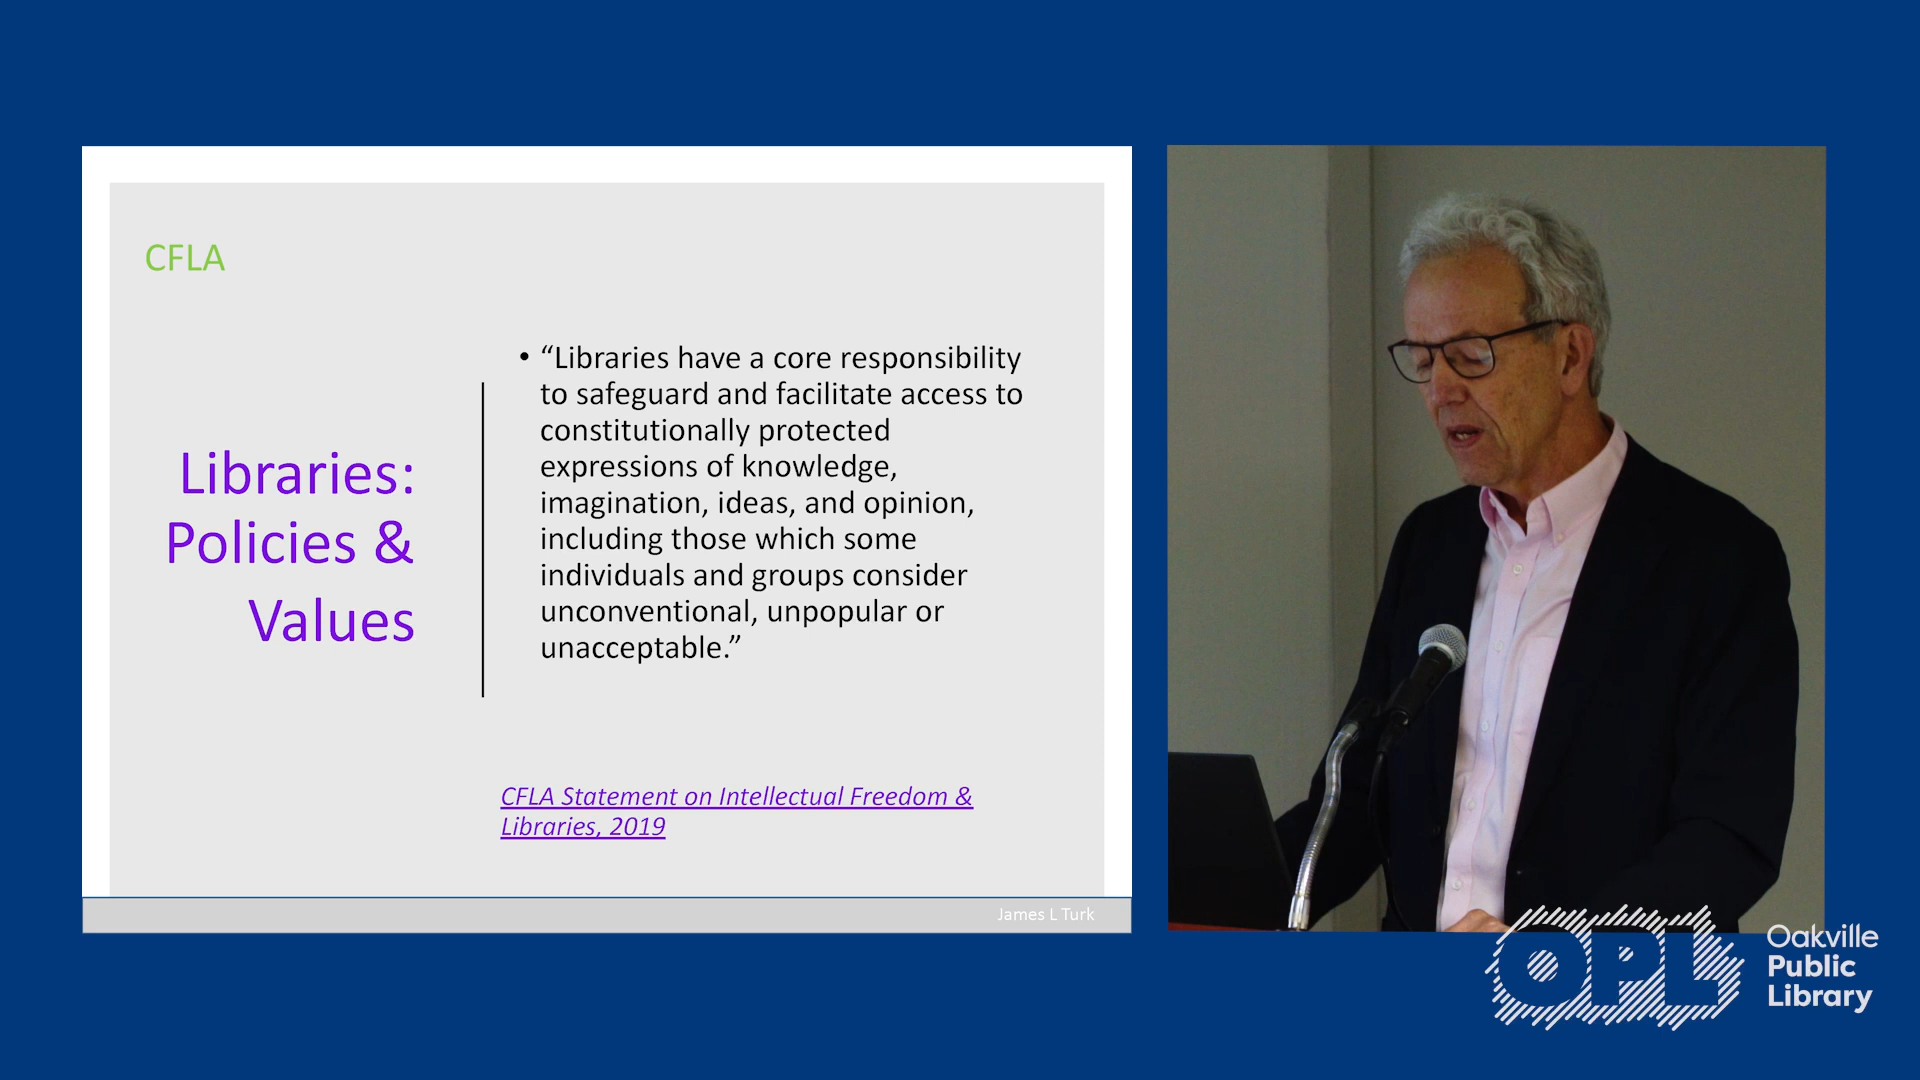 CFLA
Libraries:
Policies &
Values
• “Libraries have a core responsibility
to safeguard and facilitate access to
constitutionally protected
expressions of knowledge,
imagination, ideas, and opinion,
including those which some
individuals and groups consider
unconventional, unpopular or
unacceptable.”
CFLA Statement on Intellectual Freedom &
Libraries, 2019
James L Turk
OPL
Oakville
Public
Library